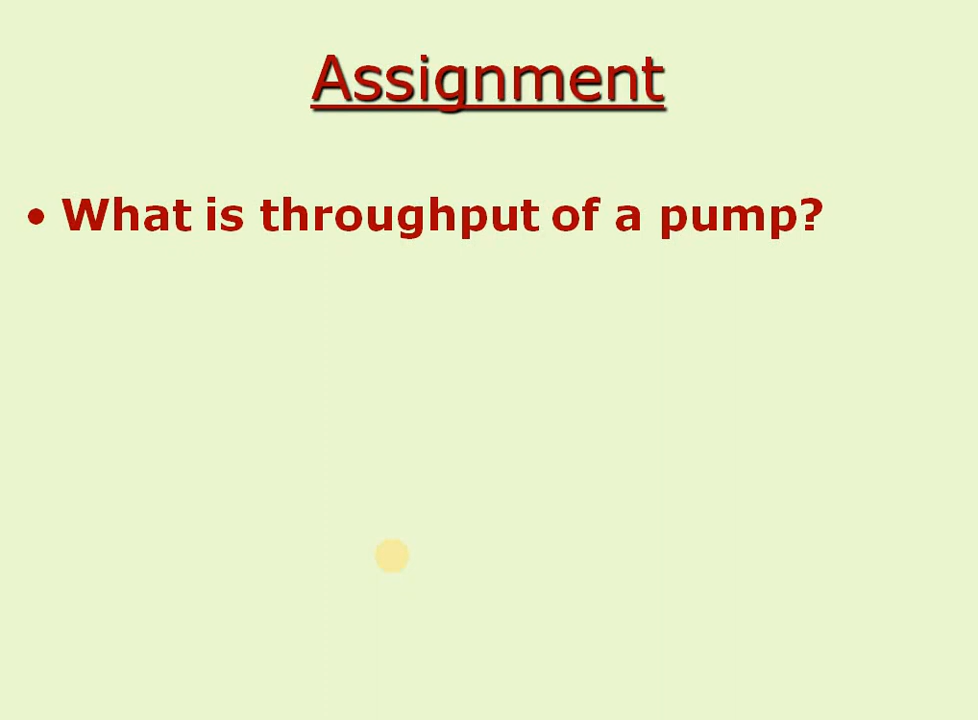 Assignment
• What is throughput of a pump?